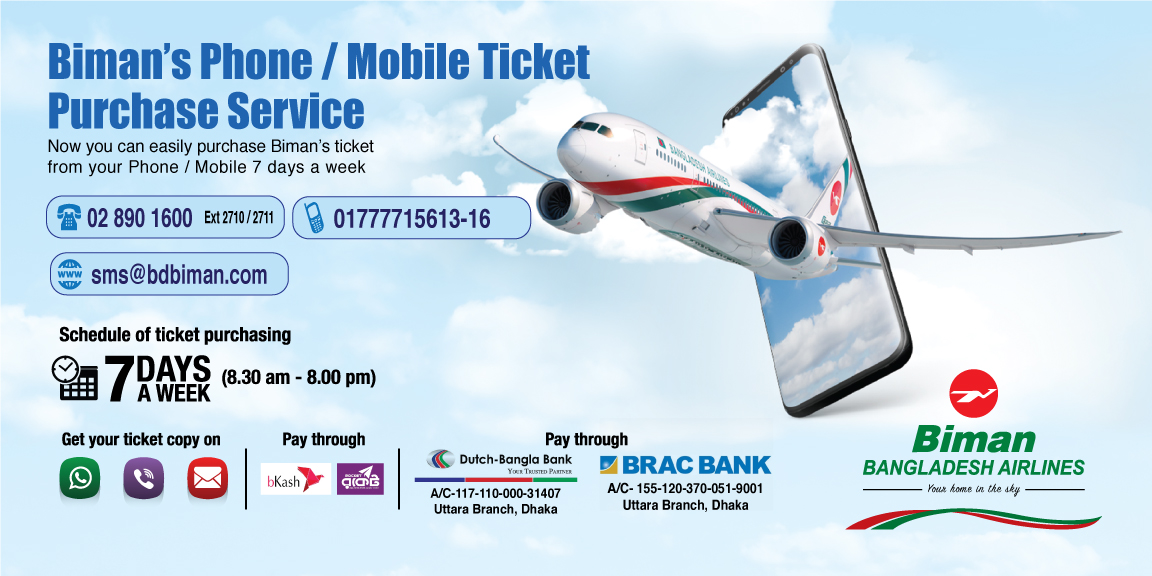 Biman's Phone / Mobile Ticket
Purchase Service
Now you can easily purchase Biman's ticket
from your Phone / Mobile 7 days a week
02 890 1600 Ext 2710 / 2711
01777715613-16
www
sms@bdbiman.com
BANGLADESH AIRLINES
Schedule of ticket purchasing
7 DAYS
A WEEK
(8.30 am - 8.00 pm)
Get your ticket copy on
Pay through
bKash
রকেট
Pay through
Dutch-Bangla Bank
YOUR TRUSTED PARTNER
A/C-117-110-000-31407
Uttara Branch, Dhaka
BRAC BANK
A/C- 155-120-370-051-9001
Uttara Branch, Dhaka
Biman
BANGLADESH AIRLINES
Your home in the sky